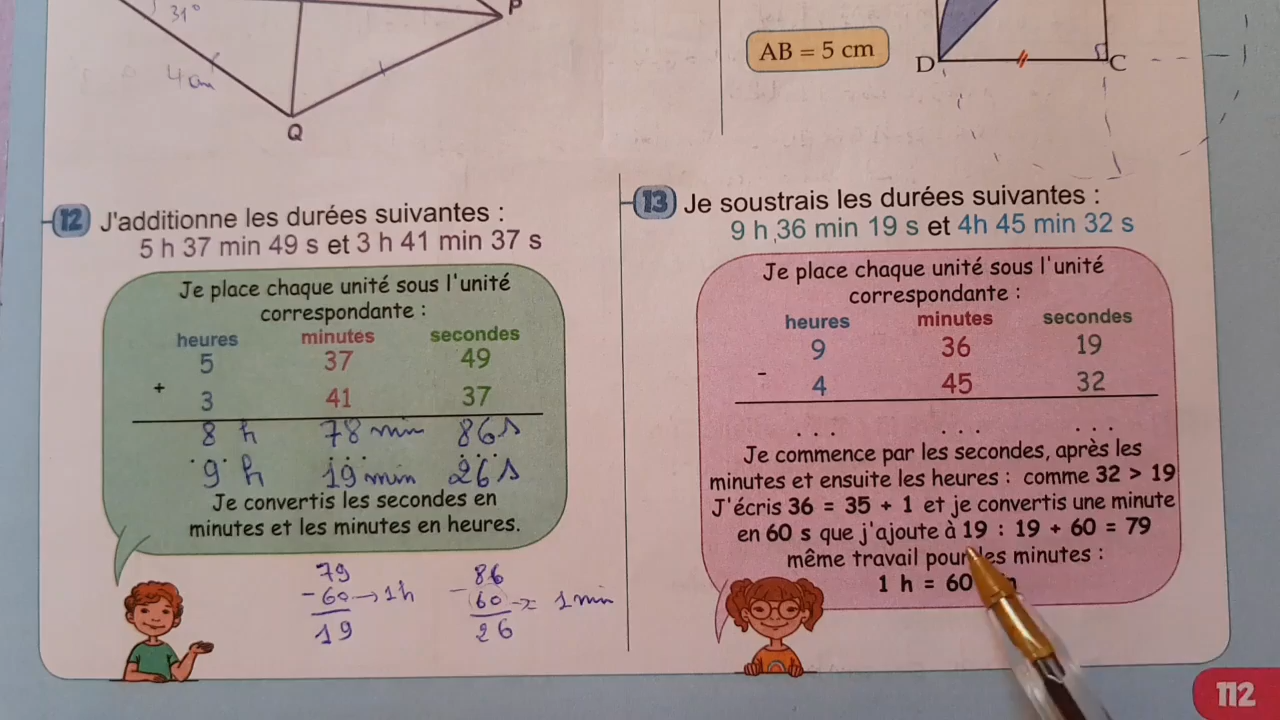 31°
P
4 cm
Q
AB = 5 cm
D
C
12 J'additionne les durées suivantes :
5 h 37 min 49 s et 3 h 41 min 37 s
Je place chaque unité sous l'unité
correspondante :
heures minutes secondes
5 37 49
+ 3 41 37
8 h 78 min 86 s
9 h 19 min 26 s
Je convertis les secondes en
minutes et les minutes en heures.
79
- 60 → 1h
19
86
- 60 → 1 min
26
13 Je soustrais les durées suivantes :
9 h 36 min 19 s et 4h 45 min 32 s
Je place chaque unité sous l'unité
correspondante :
heures minutes secondes
9 36 19
- 4 45 32
... ... ...
Je commence par les secondes, après les
minutes et ensuite les heures : comme 32 > 19
J'écris 36 = 35 + 1 et je convertis une minute
en 60 s que j'ajoute à 19 : 19 + 60 = 79
même travail pour les minutes :
1 h = 60
112